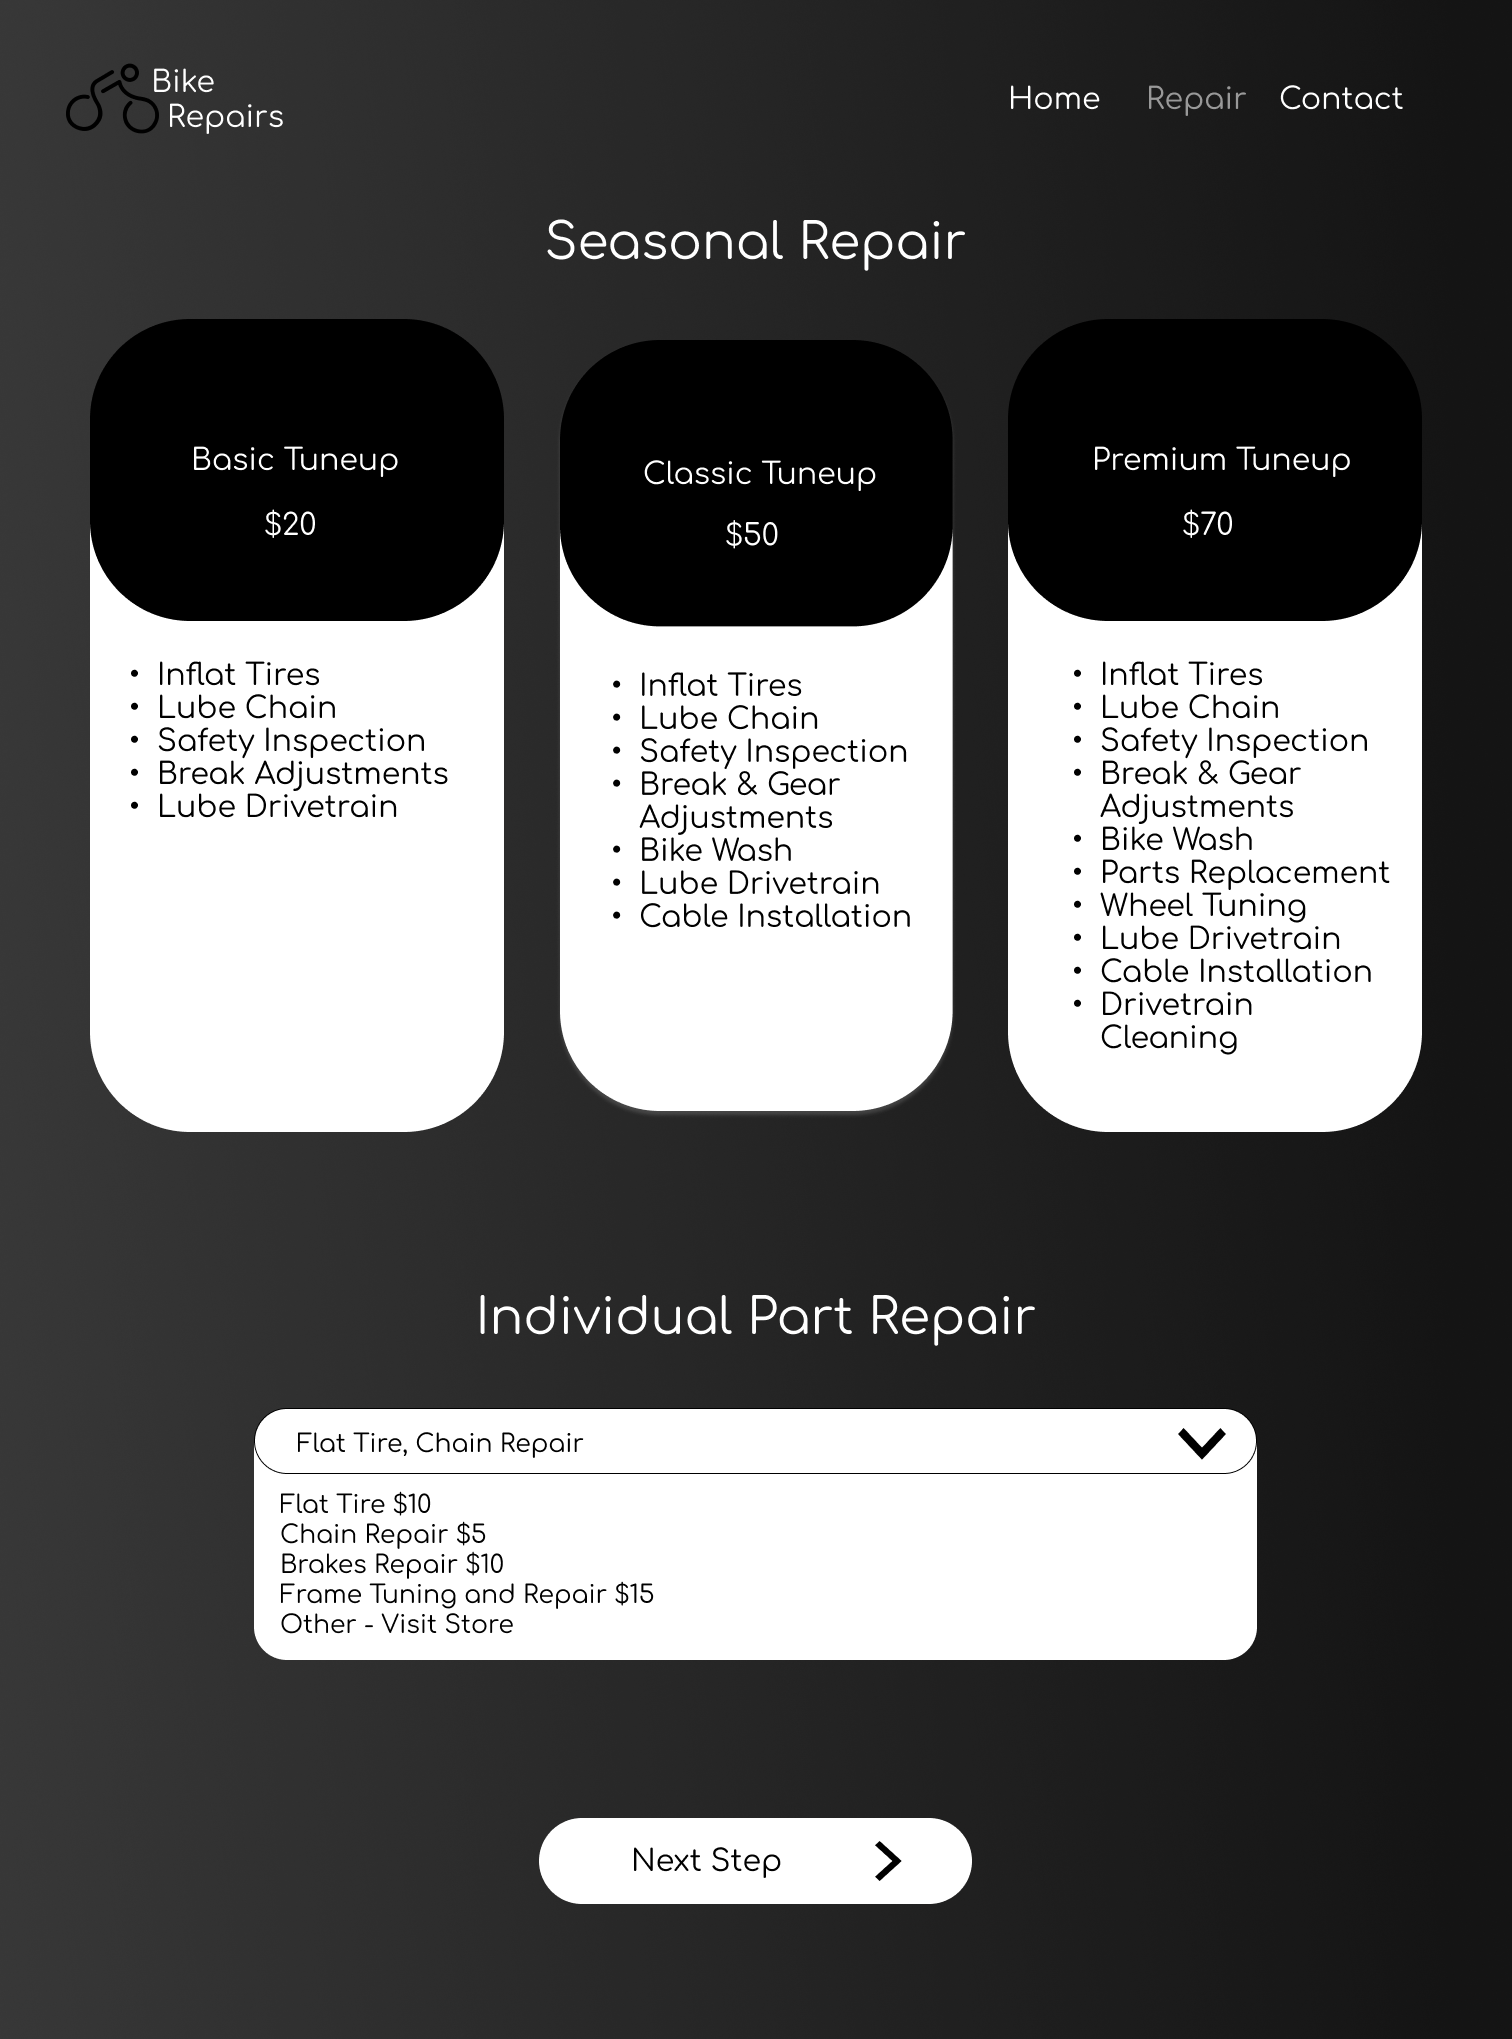 Bike
Repairs
Home Repair Contact
Seasonal Repair
Basic Tuneup
$20
• Inflat Tires
• Lube Chain
• Safety Inspection
• Break Adjustments
• Lube Drivetrain
Classic Tuneup
$50
• Inflat Tires
• Lube Chain
• Safety Inspection
• Break & Gear
Adjustments
• Bike Wash
• Lube Drivetrain
• Cable Installation
Premium Tuneup
$70
• Inflat Tires
• Lube Chain
• Safety Inspection
• Break & Gear
Adjustments
• Bike Wash
• Parts Replacement
• Wheel Tuning
• Lube Drivetrain
• Cable Installation
• Drivetrain
Cleaning
Individual Part Repair
Flat Tire, Chain Repair
Flat Tire $10
Chain Repair $5
Brakes Repair $10
Frame Tuning and Repair $15
Other - Visit Store
Next Step